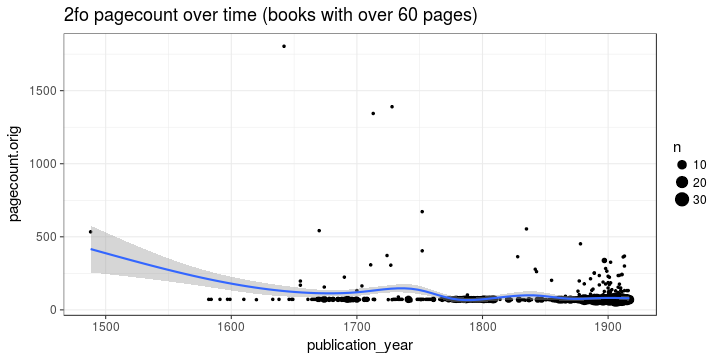 2fo pagecount over time (books with over 60 pages)
1500
1000
500
0
pagecount.orig
1500 1600 1700 1800 1900
publication_year
n
10
20
30